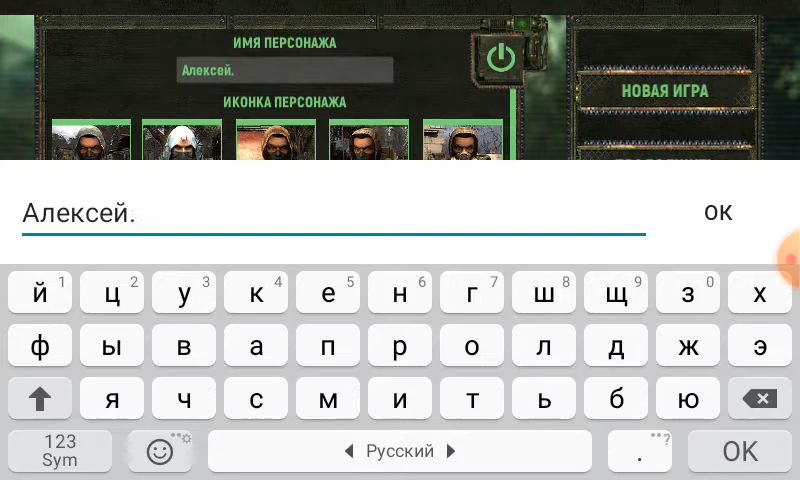 ИМЯ ПЕРСОНАЖА
Алексей.
ИКОНКА ПЕРСОНАЖА
НОВАЯ ИГРА
Алексей.
ОК
й 1 ц 2 у 3 к 4 е 5 н 6 г 7 ш 8 щ 9 з 0 х
ф ы в а п р о л д ж э
я ч с м и т ь б ю
123 Sym Русский . ? OK